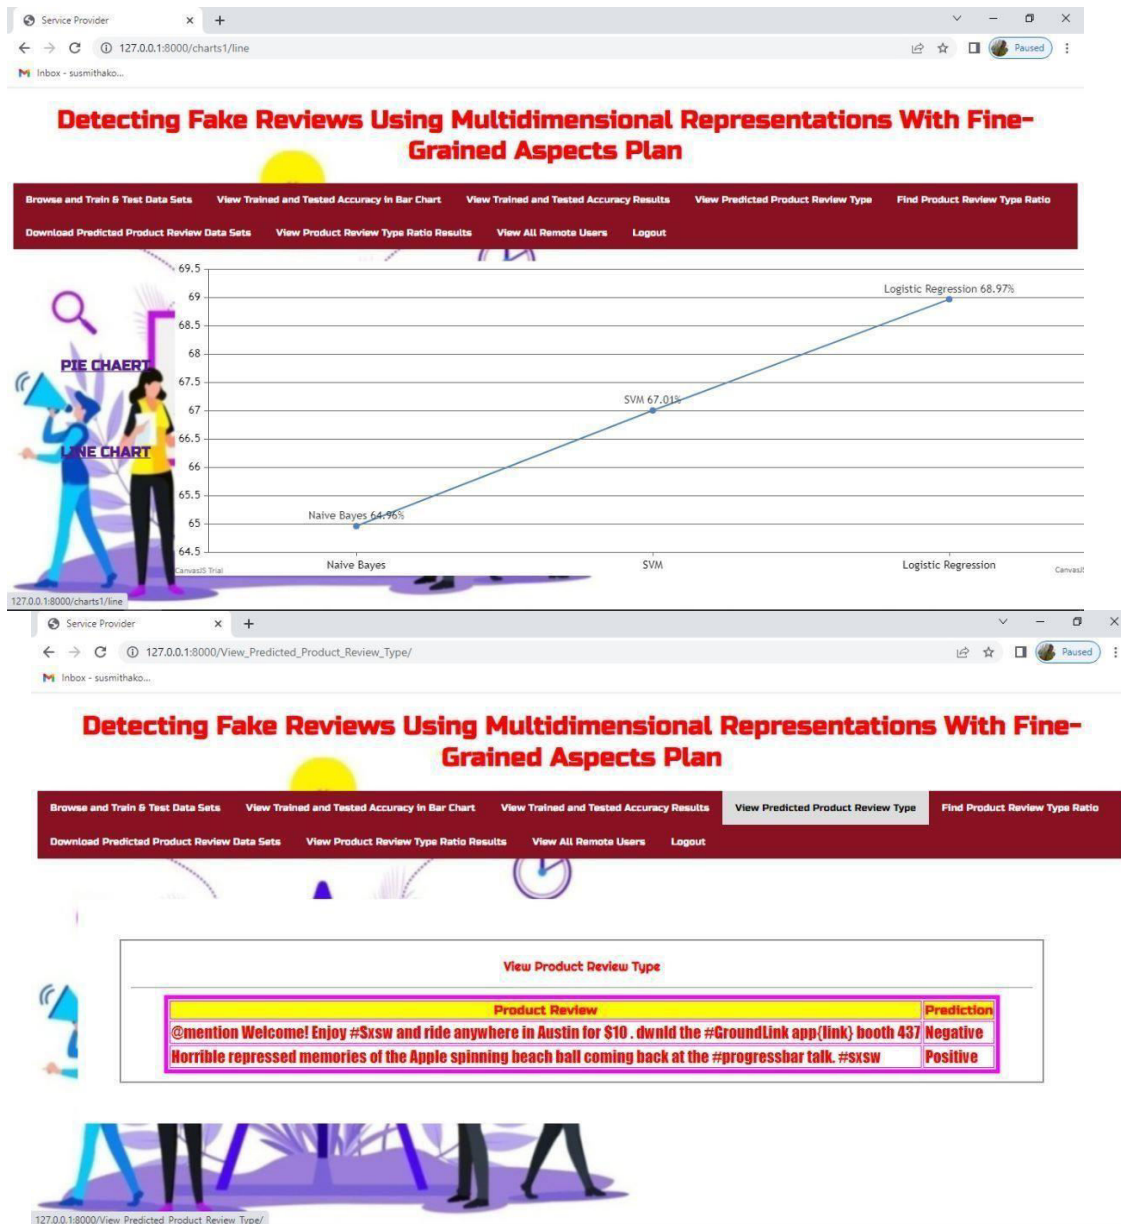 Service Provider
127.0.0.1:8000/charts1/line
Paused
Inbox - susmithako...
Detecting Fake Reviews Using Multidimensional Representations With Fine-
Grained Aspects Plan
Browse and Train & Test Data Sets View Trained and Tested Accuracy in Bar Chart View Trained and Tested Accuracy Results View Predicted Product Review Type Find Product Review Type Ratio
Download Predicted Product Review Data Sets View Product Review Type Ratio Results View All Remote Users Logout
PIE CHAERT
LINE CHART
69.5
69
68.5
68
67.5
67
66.5
66
65.5
65
64.5
Logistic Regression 68.97%
SVM 67.01%
Naive Bayes 64.96%
Naive Bayes SVM Logistic Regression
CanvasJS Trial
CanvasJS
127.0.0.1:8000/charts1/line
Service Provider
127.0.0.1:8000/View_Predicted_Product_Review_Type/
Paused
Inbox - susmithako...
Detecting Fake Reviews Using Multidimensional Representations With Fine-
Grained Aspects Plan
Browse and Train & Test Data Sets View Trained and Tested Accuracy in Bar Chart View Trained and Tested Accuracy Results View Predicted Product Review Type Find Product Review Type Ratio
Download Predicted Product Review Data Sets View Product Review Type Ratio Results View All Remote Users Logout
View Product Review Type
Product Review Prediction
@mention Welcome! Enjoy #Sxsw and ride anywhere in Austin for $10 . dwnld the #GroundLink app{link} booth 437 Negative
Horrible repressed memories of the Apple spinning beach ball coming back at the #progressbar talk. #sxsw Positive
127.0.0.1:8000/View_Predicted_Product_Review_Type/